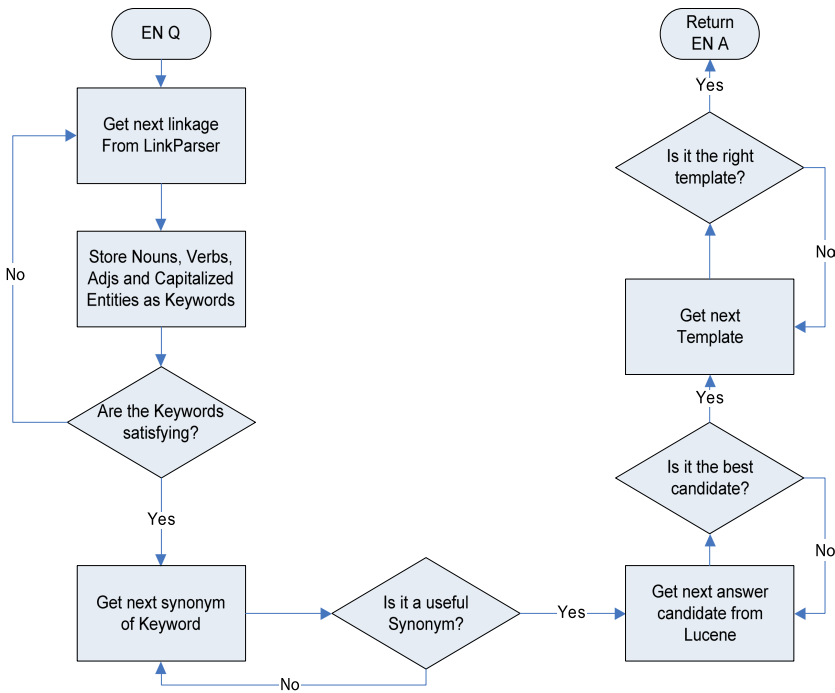 EN Q
Get next linkage
From LinkParser
Store Nouns, Verbs,
Adjs and Capitalized
Entities as Keywords
No
Are the Keywords
satisfying?
Yes
Get next synonym
of Keyword
Is it a useful
Synonym?
No
Yes
Get next answer
candidate from
Lucene
Is it the best
candidate?
No
Yes
Get next
Template
Is it the right
template?
No
Yes
Return
EN A